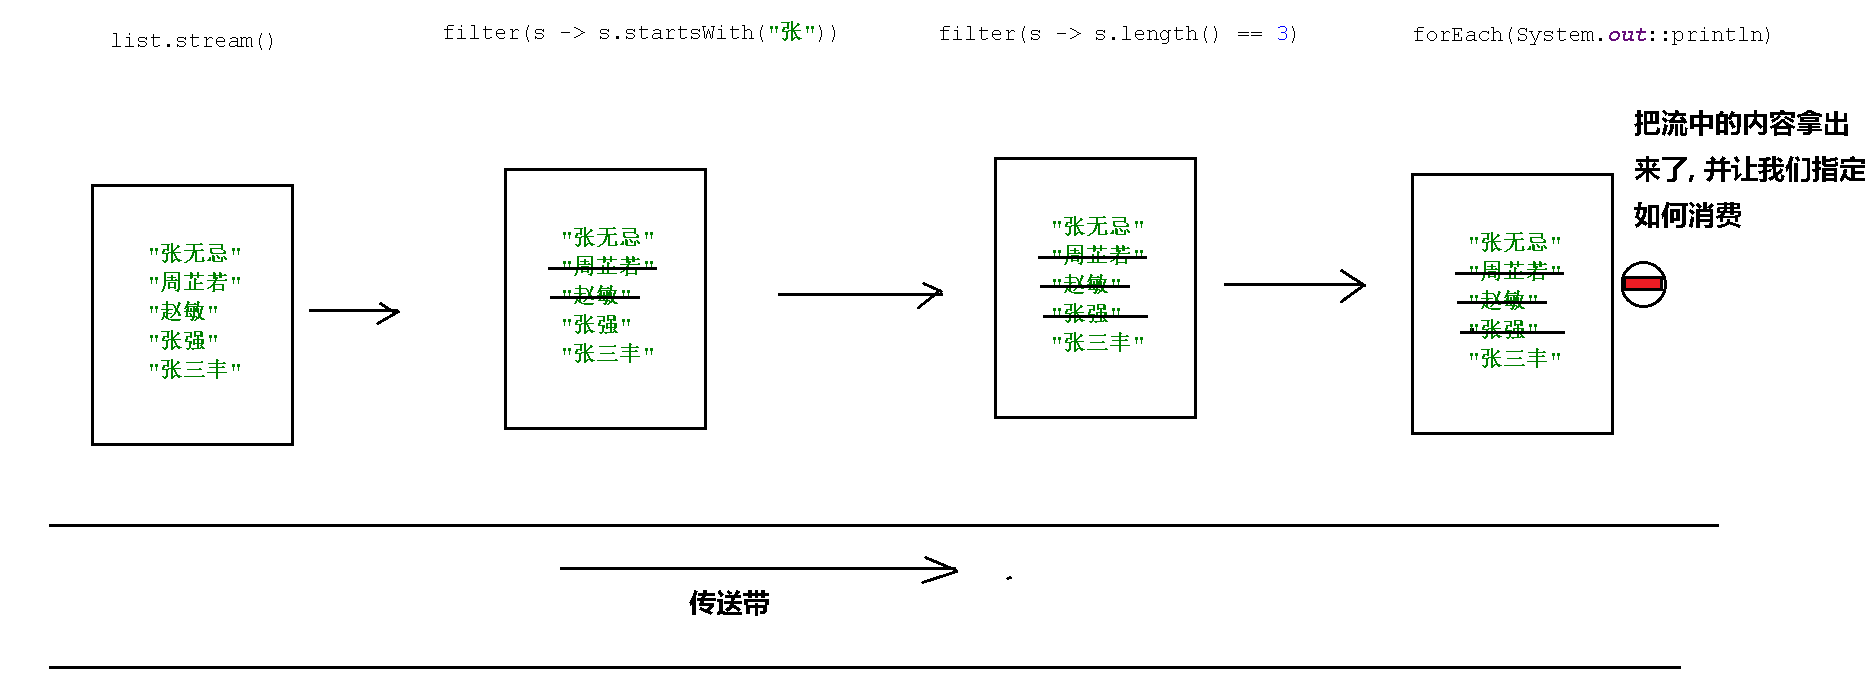 list.stream()
filter(s -> s.startsWith("张"))
filter(s -> s.length() == 3)
forEach(System.out::println)
把流中的内容拿出
来了, 并让我们指定
如何消费
"张无忌"
"周芷若"
"赵敏"
"张强"
"张三丰"
"张无忌"
"周芷若"
"赵敏"
"张强"
"张三丰"
"张无忌"
"周芷若"
"赵敏"
"张强"
"张三丰"
"张无忌"
"周芷若"
"赵敏"
"张强"
"张三丰"
传送带